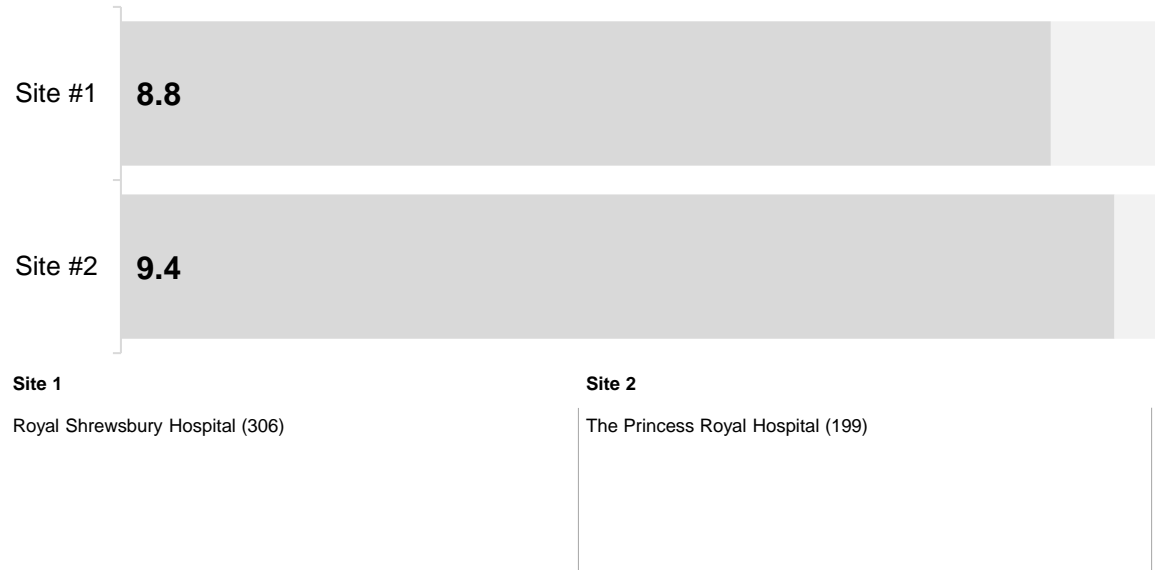 Site #1 8.8
Site #2 9.4
Site 1
Royal Shrewsbury Hospital (306)
Site 2
The Princess Royal Hospital (199)